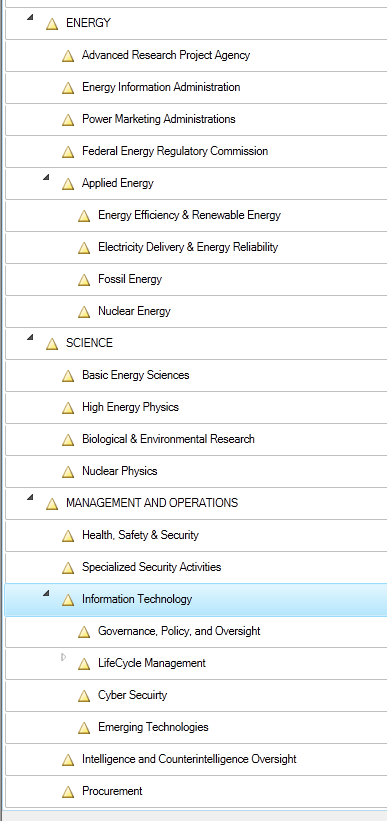 ENERGY
Advanced Research Project Agency
Energy Information Administration
Power Marketing Administrations
Federal Energy Regulatory Commission
Applied Energy
Energy Efficiency & Renewable Energy
Electricity Delivery & Energy Reliability
Fossil Energy
Nuclear Energy
SCIENCE
Basic Energy Sciences
High Energy Physics
Biological & Environmental Research
Nuclear Physics
MANAGEMENT AND OPERATIONS
Health, Safety & Security
Specialized Security Activities
Information Technology
Governance, Policy, and Oversight
LifeCycle Management
Cyber Secuirty
Emerging Technologies
Intelligence and Counterintelligence Oversight
Procurement